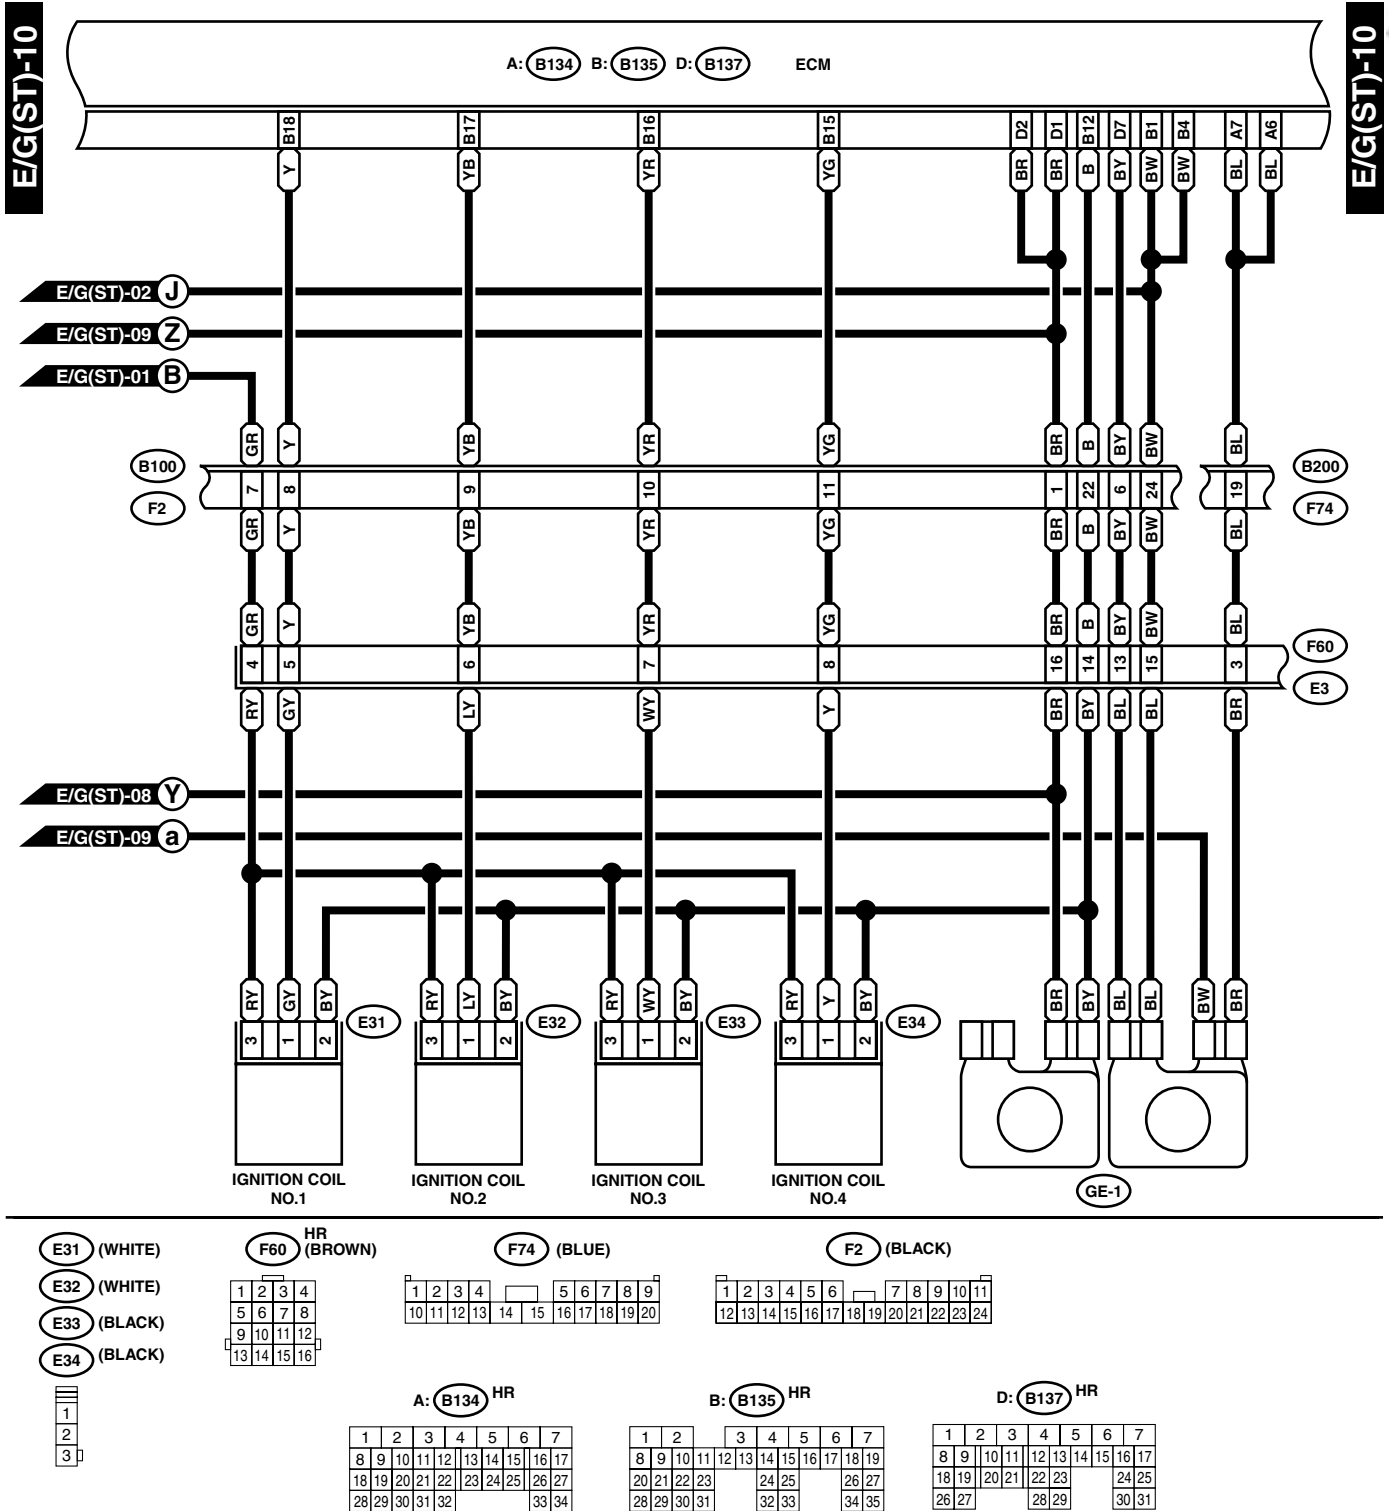 E/G(ST)-10
E/G(ST)-10
A: B134 B: B135 D: B137 ECM
B18 B17 B16 B15 D2 D1 B12 D7 B1 B4 A7 A6
Y YB YR YG BR BR B BY BW BW BL BL
E/G(ST)-02 J
E/G(ST)-09 Z
E/G(ST)-01 B
GR Y YB YR YG BR B BY BW BL
B100 B200
7 8 9 10 11 1 22 6 24 19
F2 F74
GR Y YB YR YG BR B BY BW BL
GR Y YB YR YG BR B BY BW BL
F60
4 5 6 7 8 16 14 13 15 3
E3
RY GY LY WY Y BR BY BL BL BR
E/G(ST)-08 Y
E/G(ST)-09 a
RY GY BY RY LY BY RY WY BY RY Y BY BR BY BL BL BW BR
E31 E32 E33 E34
3 1 2 3 1 2 3 1 2 3 1 2
IGNITION COIL NO.1
IGNITION COIL NO.2
IGNITION COIL NO.3
IGNITION COIL NO.4
GE-1
E31 (WHITE)
E32 (WHITE)
E33 (BLACK)
E34 (BLACK)
1
2
3
F60 HR (BROWN)
1 2 3 4
5 6 7 8
9 10 11 12
13 14 15 16
F74 (BLUE)
1 2 3 4 5 6 7 8 9
10 11 12 13 14 15 16 17 18 19 20
F2 (BLACK)
1 2 3 4 5 6 7 8 9 10 11
12 13 14 15 16 17 18 19 20 21 22 23 24
A: B134 HR
1 2 3 4 5 6 7
8 9 10 11 12 13 14 15 16 17
18 19 20 21 22 23 24 25 26 27
28 29 30 31 32 33 34
B: B135 HR
1 2 3 4 5 6 7
8 9 10 11 12 13 14 15 16 17 18 19
20 21 22 23 24 25 26 27
28 29 30 31 32 33 34 35
D: B137 HR
1 2 3 4 5 6 7
8 9 10 11 12 13 14 15 16 17
18 19 20 21 22 23 24 25
26 27 28 29 30 31